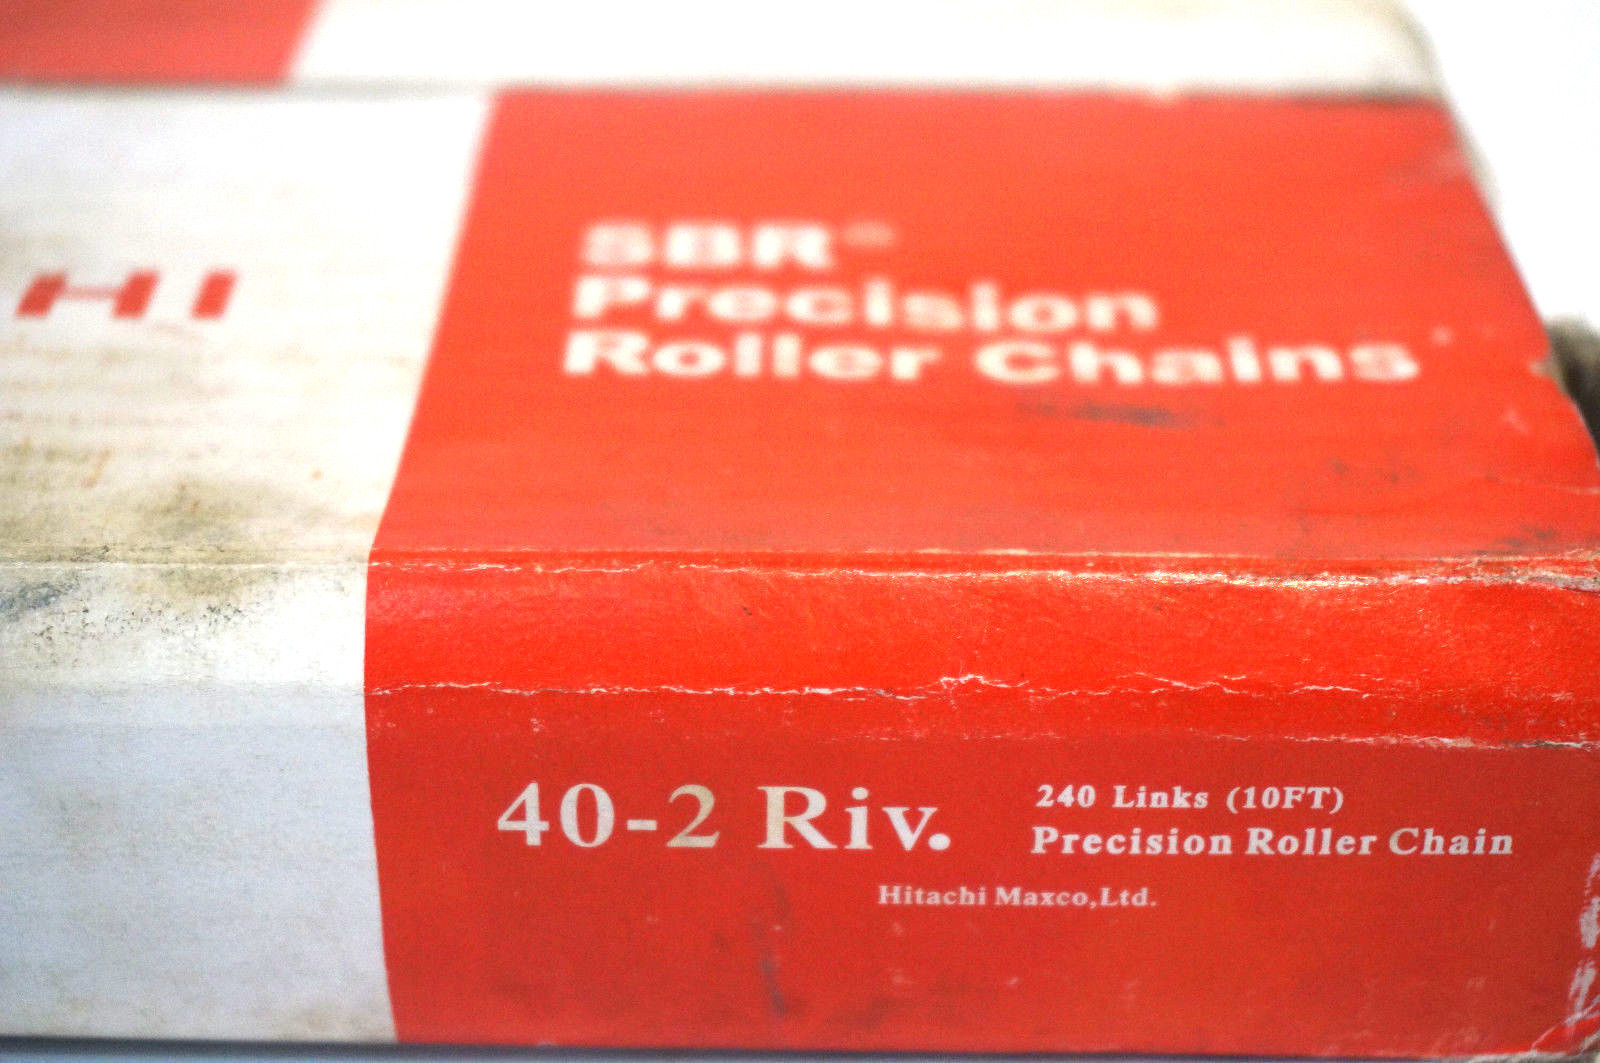 HI
SBR®
Precision
Roller Chains
40-2 Riv.
240 Links (10FT)
Precision Roller Chain
Hitachi Maxco,Ltd.